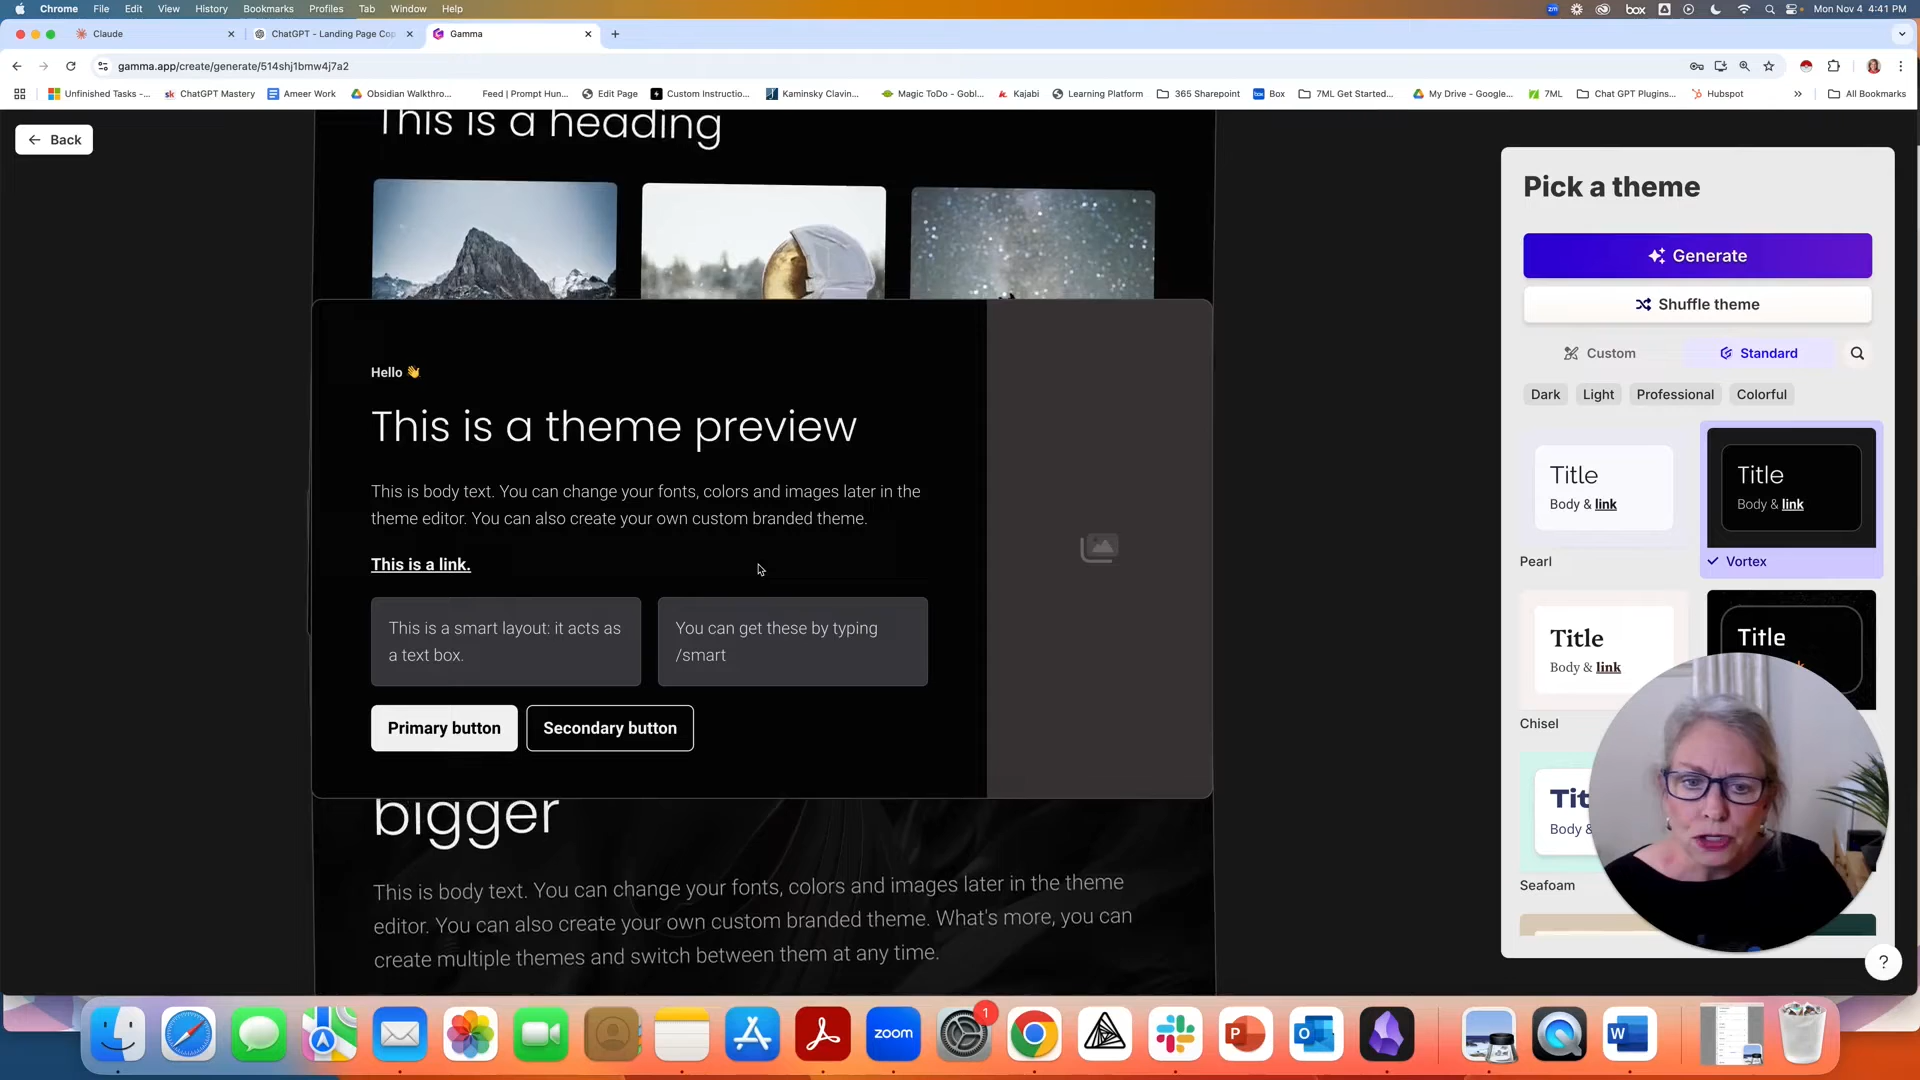 Chrome File Edit View History Bookmarks Profiles Tab Window Help
zm box Mon Nov 4 4:41 PM
Claude
ChatGPT - Landing Page Cop
Gamma
gamma.app/create/generate/514shj1bmw4j7a2
Unfinished Tasks -... ChatGPT Mastery Ameer Work Obsidian Walkthro... Feed | Prompt Hun... Edit Page Custom Instructio... Kaminsky Clavin... Magic ToDo - Gobl... Kajabi Learning Platform 365 Sharepoint Box 7ML Get Started... My Drive - Google... 7ML Chat GPT Plugins... Hubspot » All Bookmarks
Back
This is a heading
Hello 👋
This is a theme preview
This is body text. You can change your fonts, colors and images later in the
theme editor. You can also create your own custom branded theme.
This is a link.
This is a smart layout: it acts as
a text box.
You can get these by typing
/smart
Primary button
Secondary button
bigger
This is body text. You can change your fonts, colors and images later in the theme
editor. You can also create your own custom branded theme. What's more, you can
create multiple themes and switch between them at any time.
Pick a theme
Generate
Shuffle theme
Custom
Standard
Dark
Light
Professional
Colorful
Title
Body & link
Pearl
Title
Body & link
Vortex
Title
Body & link
Chisel
Title
Tit
Body &
Seafoam
?
zoom
1
P
O
W